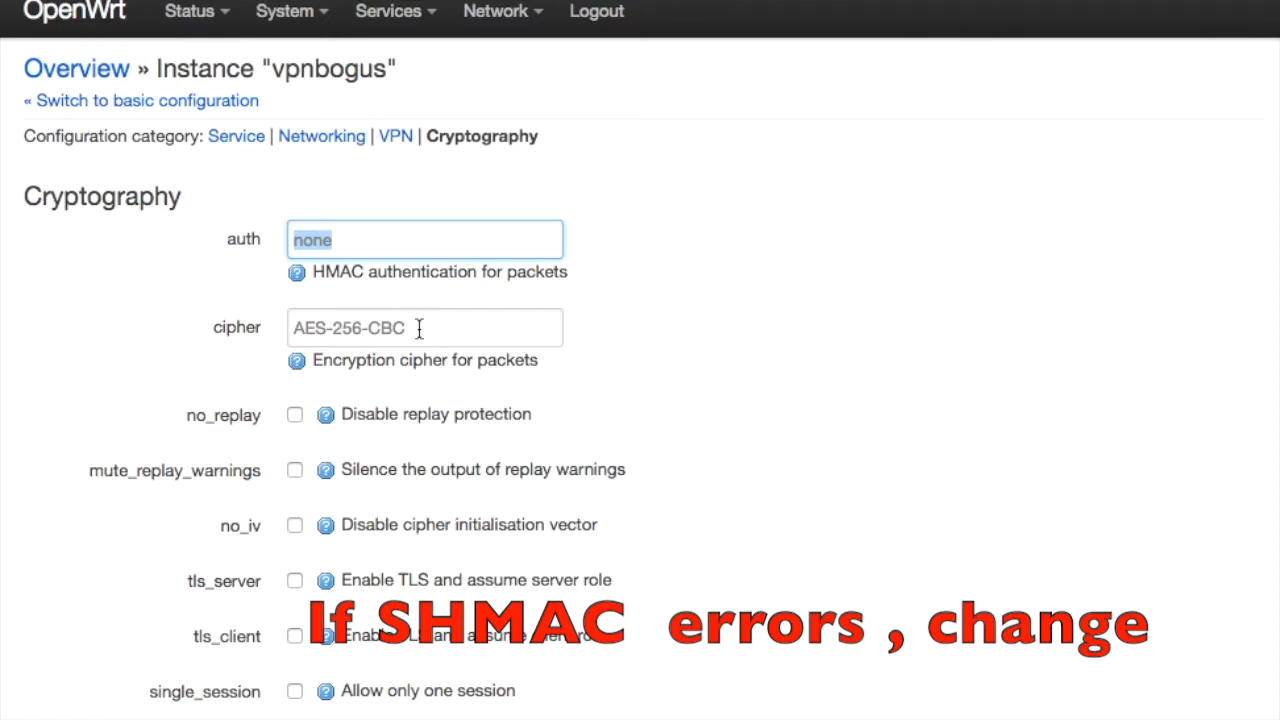 OpenWrt Status System Services Network Logout
Overview » Instance "vpnbogus"
« Switch to basic configuration
Configuration category: Service | Networking | VPN | Cryptography
Cryptography
auth none
HMAC authentication for packets
cipher AES-256-CBC
Encryption cipher for packets
no_replay Disable replay protection
mute_replay_warnings Silence the output of replay warnings
no_iv Disable cipher initialisation vector
tls_server Enable TLS and assume server role
If SHMAC errors , change
tls_client
single_session Allow only one session